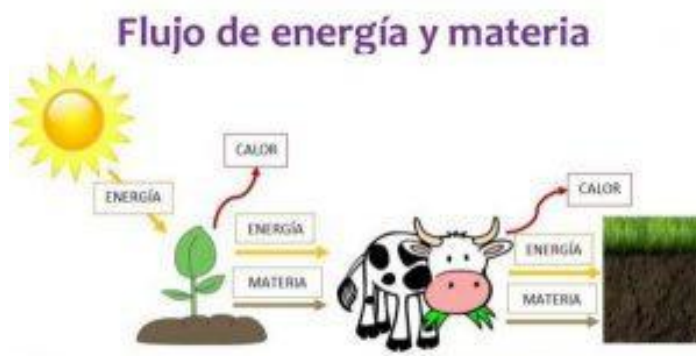 Flujo de energía y materia
CALOR
ENERGÍA
CALOR
ENERGÍA
ENERGÍA
MATERIA
MATERIA